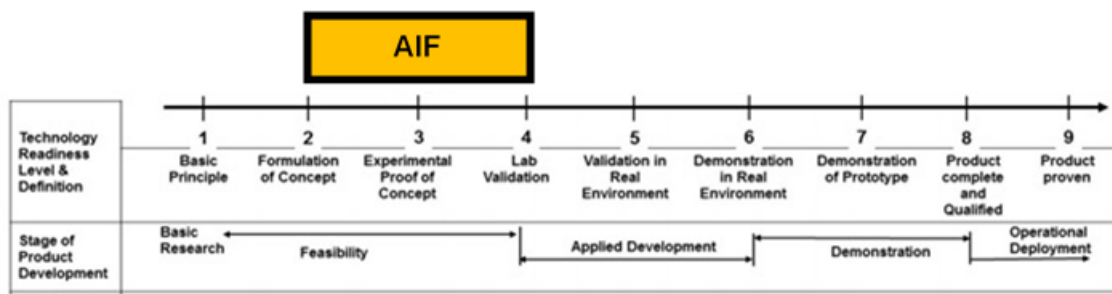 AIF
1 2 3 4 5 6 7 8 9
Technology
Readiness
Level &
Definition
Basic
Principle
Formulation
of Concept
Experimental
Proof of
Concept
Lab
Validation
Validation in
Real
Environment
Demonstration
in Real
Environment
Demonstration
of Prototype
Product
complete
and
Qualified
Product
proven
Stage of
Product
Development
Basic
Research
Feasibility
Applied Development
Demonstration
Operational
Deployment